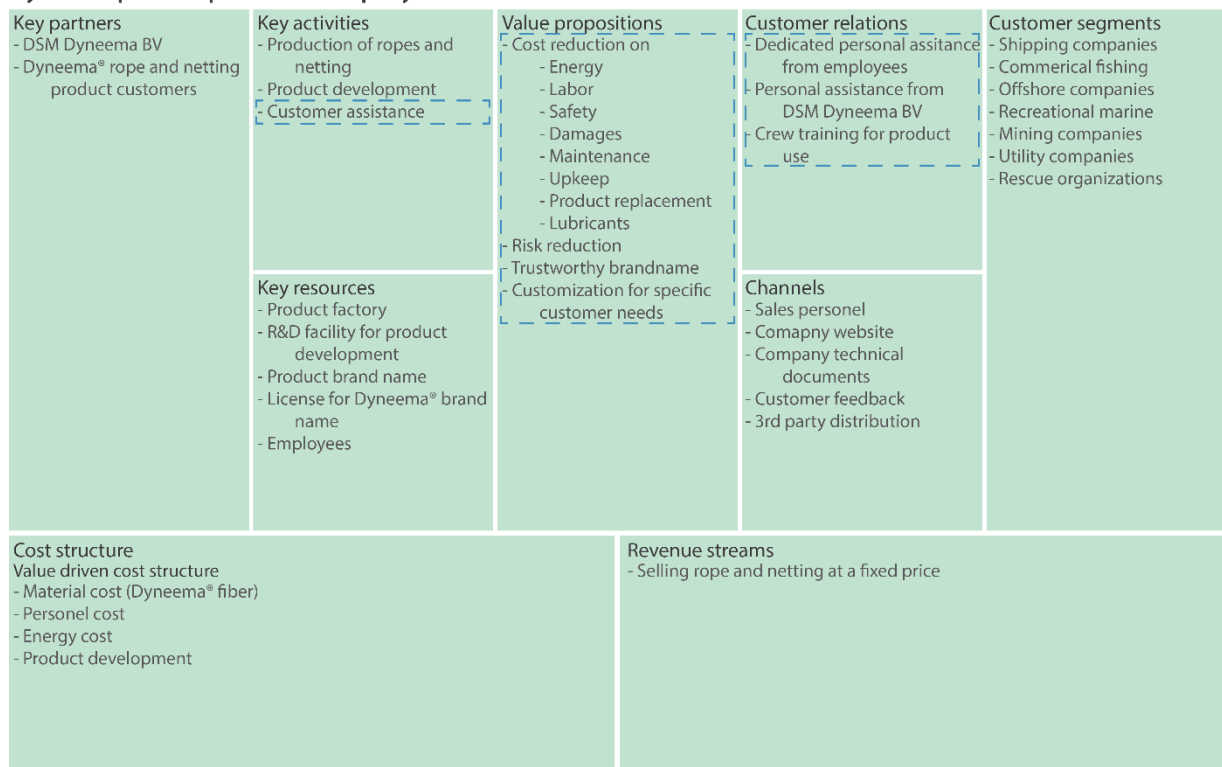 Key partners
- DSM Dyneema BV
- Dyneema® rope and netting
product customers
Key activities
- Production of ropes and
netting
- Product development
- Customer assistance
Key resources
- Product factory
- R&D facility for product
development
- Product brand name
- License for Dyneema® brand
name
- Employees
Value propositions
- Cost reduction on
- Energy
- Labor
- Safety
- Damages
- Maintenance
- Upkeep
- Product replacement
- Lubricants
- Risk reduction
- Trustworthy brandname
- Customization for specific
customer needs
Customer relations
- Dedicated personal assitance
from employees
- Personal assistance from
DSM Dyneema BV
- Crew training for product
use
Channels
- Sales personel
- Comapny website
- Company technical
documents
- Customer feedback
- 3rd party distribution
Customer segments
- Shipping companies
- Commerical fishing
- Offshore companies
- Recreational marine
- Mining companies
- Utility companies
- Rescue organizations
Cost structure
Value driven cost structure
- Material cost (Dyneema® fiber)
- Personel cost
- Energy cost
- Product development
Revenue streams
- Selling rope and netting at a fixed price